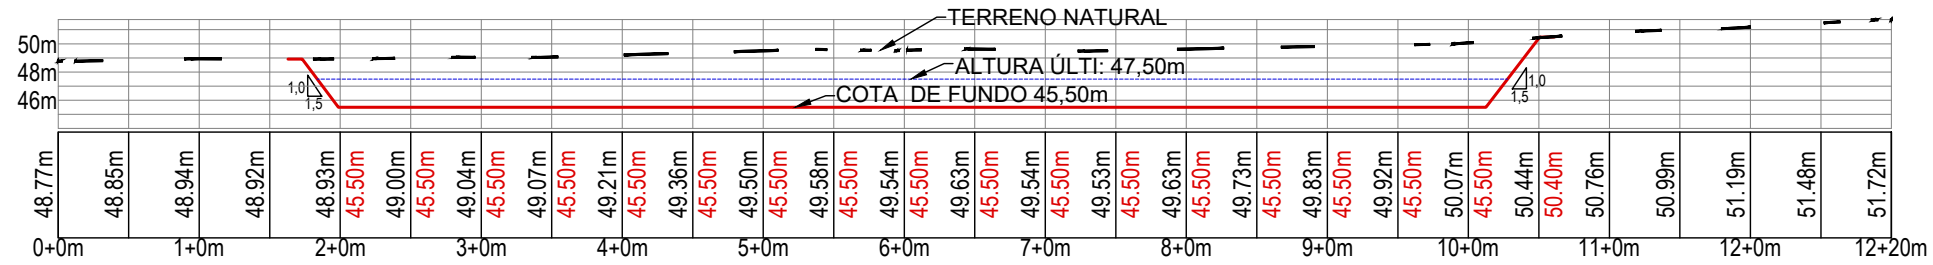 TERRENO NATURAL
50m
ALTURA ÚLTI: 47,50m
48m
1,0
1,5
1,0
1,5
COTA DE FUNDO 45,50m
46m
48.77m
48.85m
48.94m
48.92m
48.93m
45.50m
49.00m
45.50m
49.04m
45.50m
49.07m
45.50m
49.21m
45.50m
49.36m
45.50m
49.50m
45.50m
49.58m
45.50m
49.54m
45.50m
49.63m
45.50m
49.54m
45.50m
49.53m
45.50m
49.63m
45.50m
49.73m
45.50m
49.83m
45.50m
49.92m
45.50m
50.07m
45.50m
50.44m
50.40m
50.76m
50.99m
51.19m
51.48m
51.72m
0+0m 1+0m 2+0m 3+0m 4+0m 5+0m 6+0m 7+0m 8+0m 9+0m 10+0m 11+0m 12+0m 12+20m